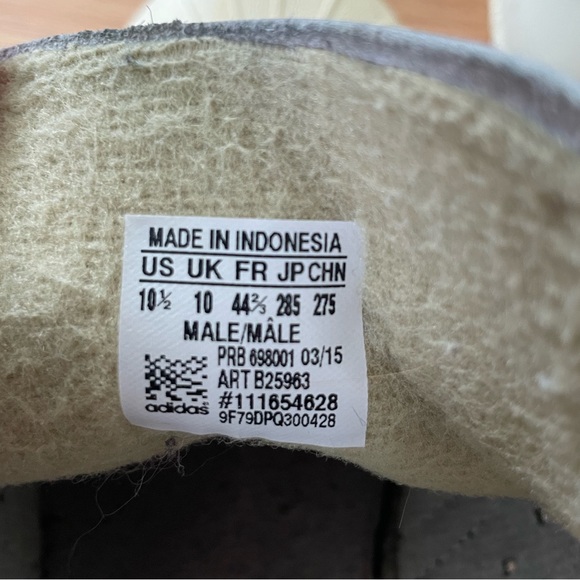 MADE IN INDONESIA
US UK FR JP CHN
10½ 10 44⅔ 285 275
MALE/MÂLE
PRB 698001 03/15
ART B25963
#111654628
adidas
9F79DPQ300428